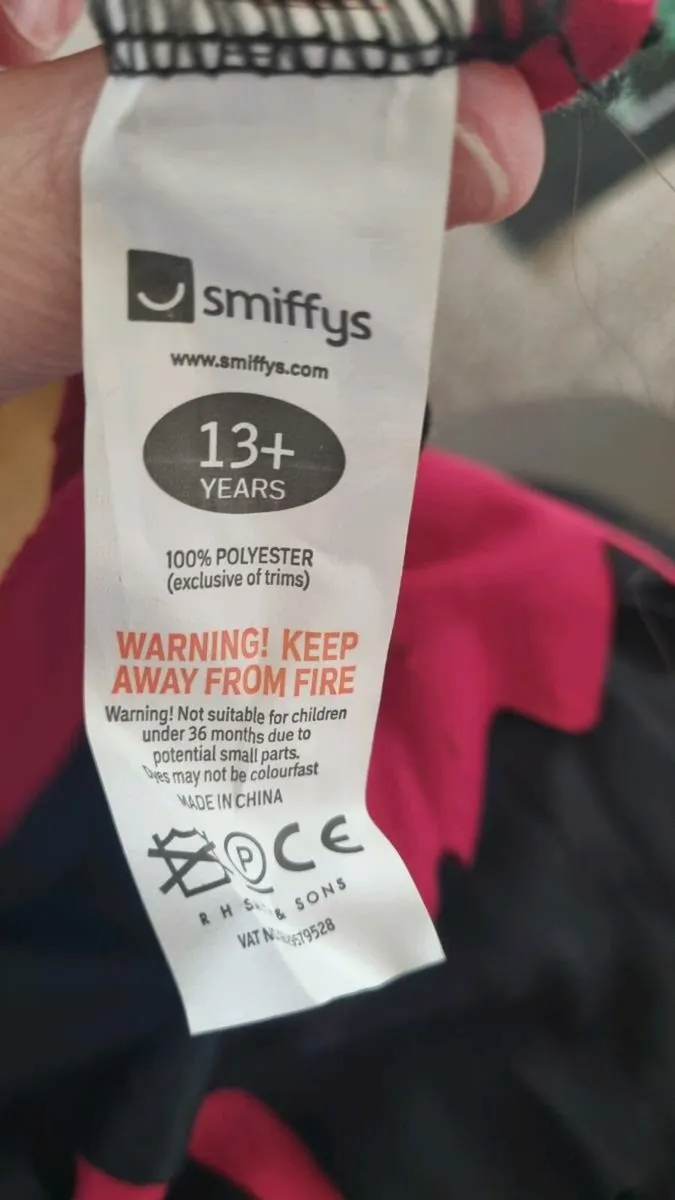 smiffys
www.smiffys.com
13+
YEARS
100% POLYESTER
(exclusive of trims)
WARNING! KEEP
AWAY FROM FIRE
Warning! Not suitable for children
under 36 months due to
potential small parts.
Dyes may not be colourfast
MADE IN CHINA
P CE
R H & SONS
VAT